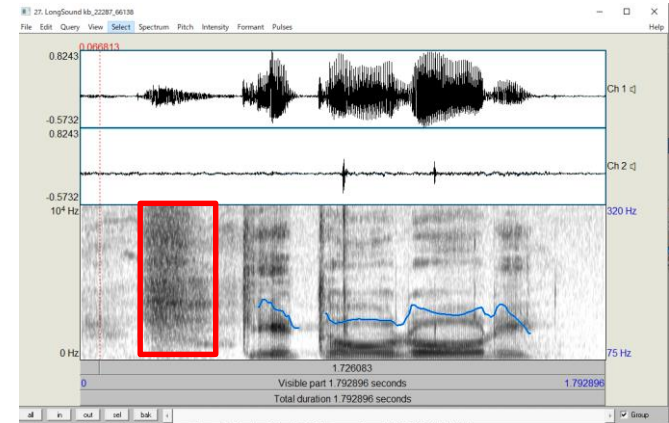 27. LongSound kb_22287_66138
File Edit Query View Select Spectrum Pitch Intensity Formant Pulses Help
0.066813
0.8243
Ch 1
-0.5732
0.8243
Ch 2
-0.5732
10⁴ Hz
320 Hz
0 Hz
75 Hz
1.726083
0 Visible part 1.792896 seconds 1.792896
Total duration 1.792896 seconds
all in out sel bak Group